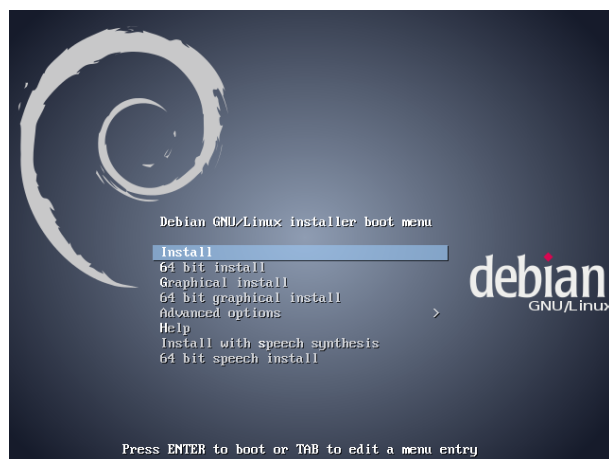 Debian GNU/Linux installer boot menu
Install
64 bit install
Graphical install
64 bit graphical install
Advanced options >
Help
Install with speech synthesis
64 bit speech install
debian
GNU/Linux
Press ENTER to boot or TAB to edit a menu entry